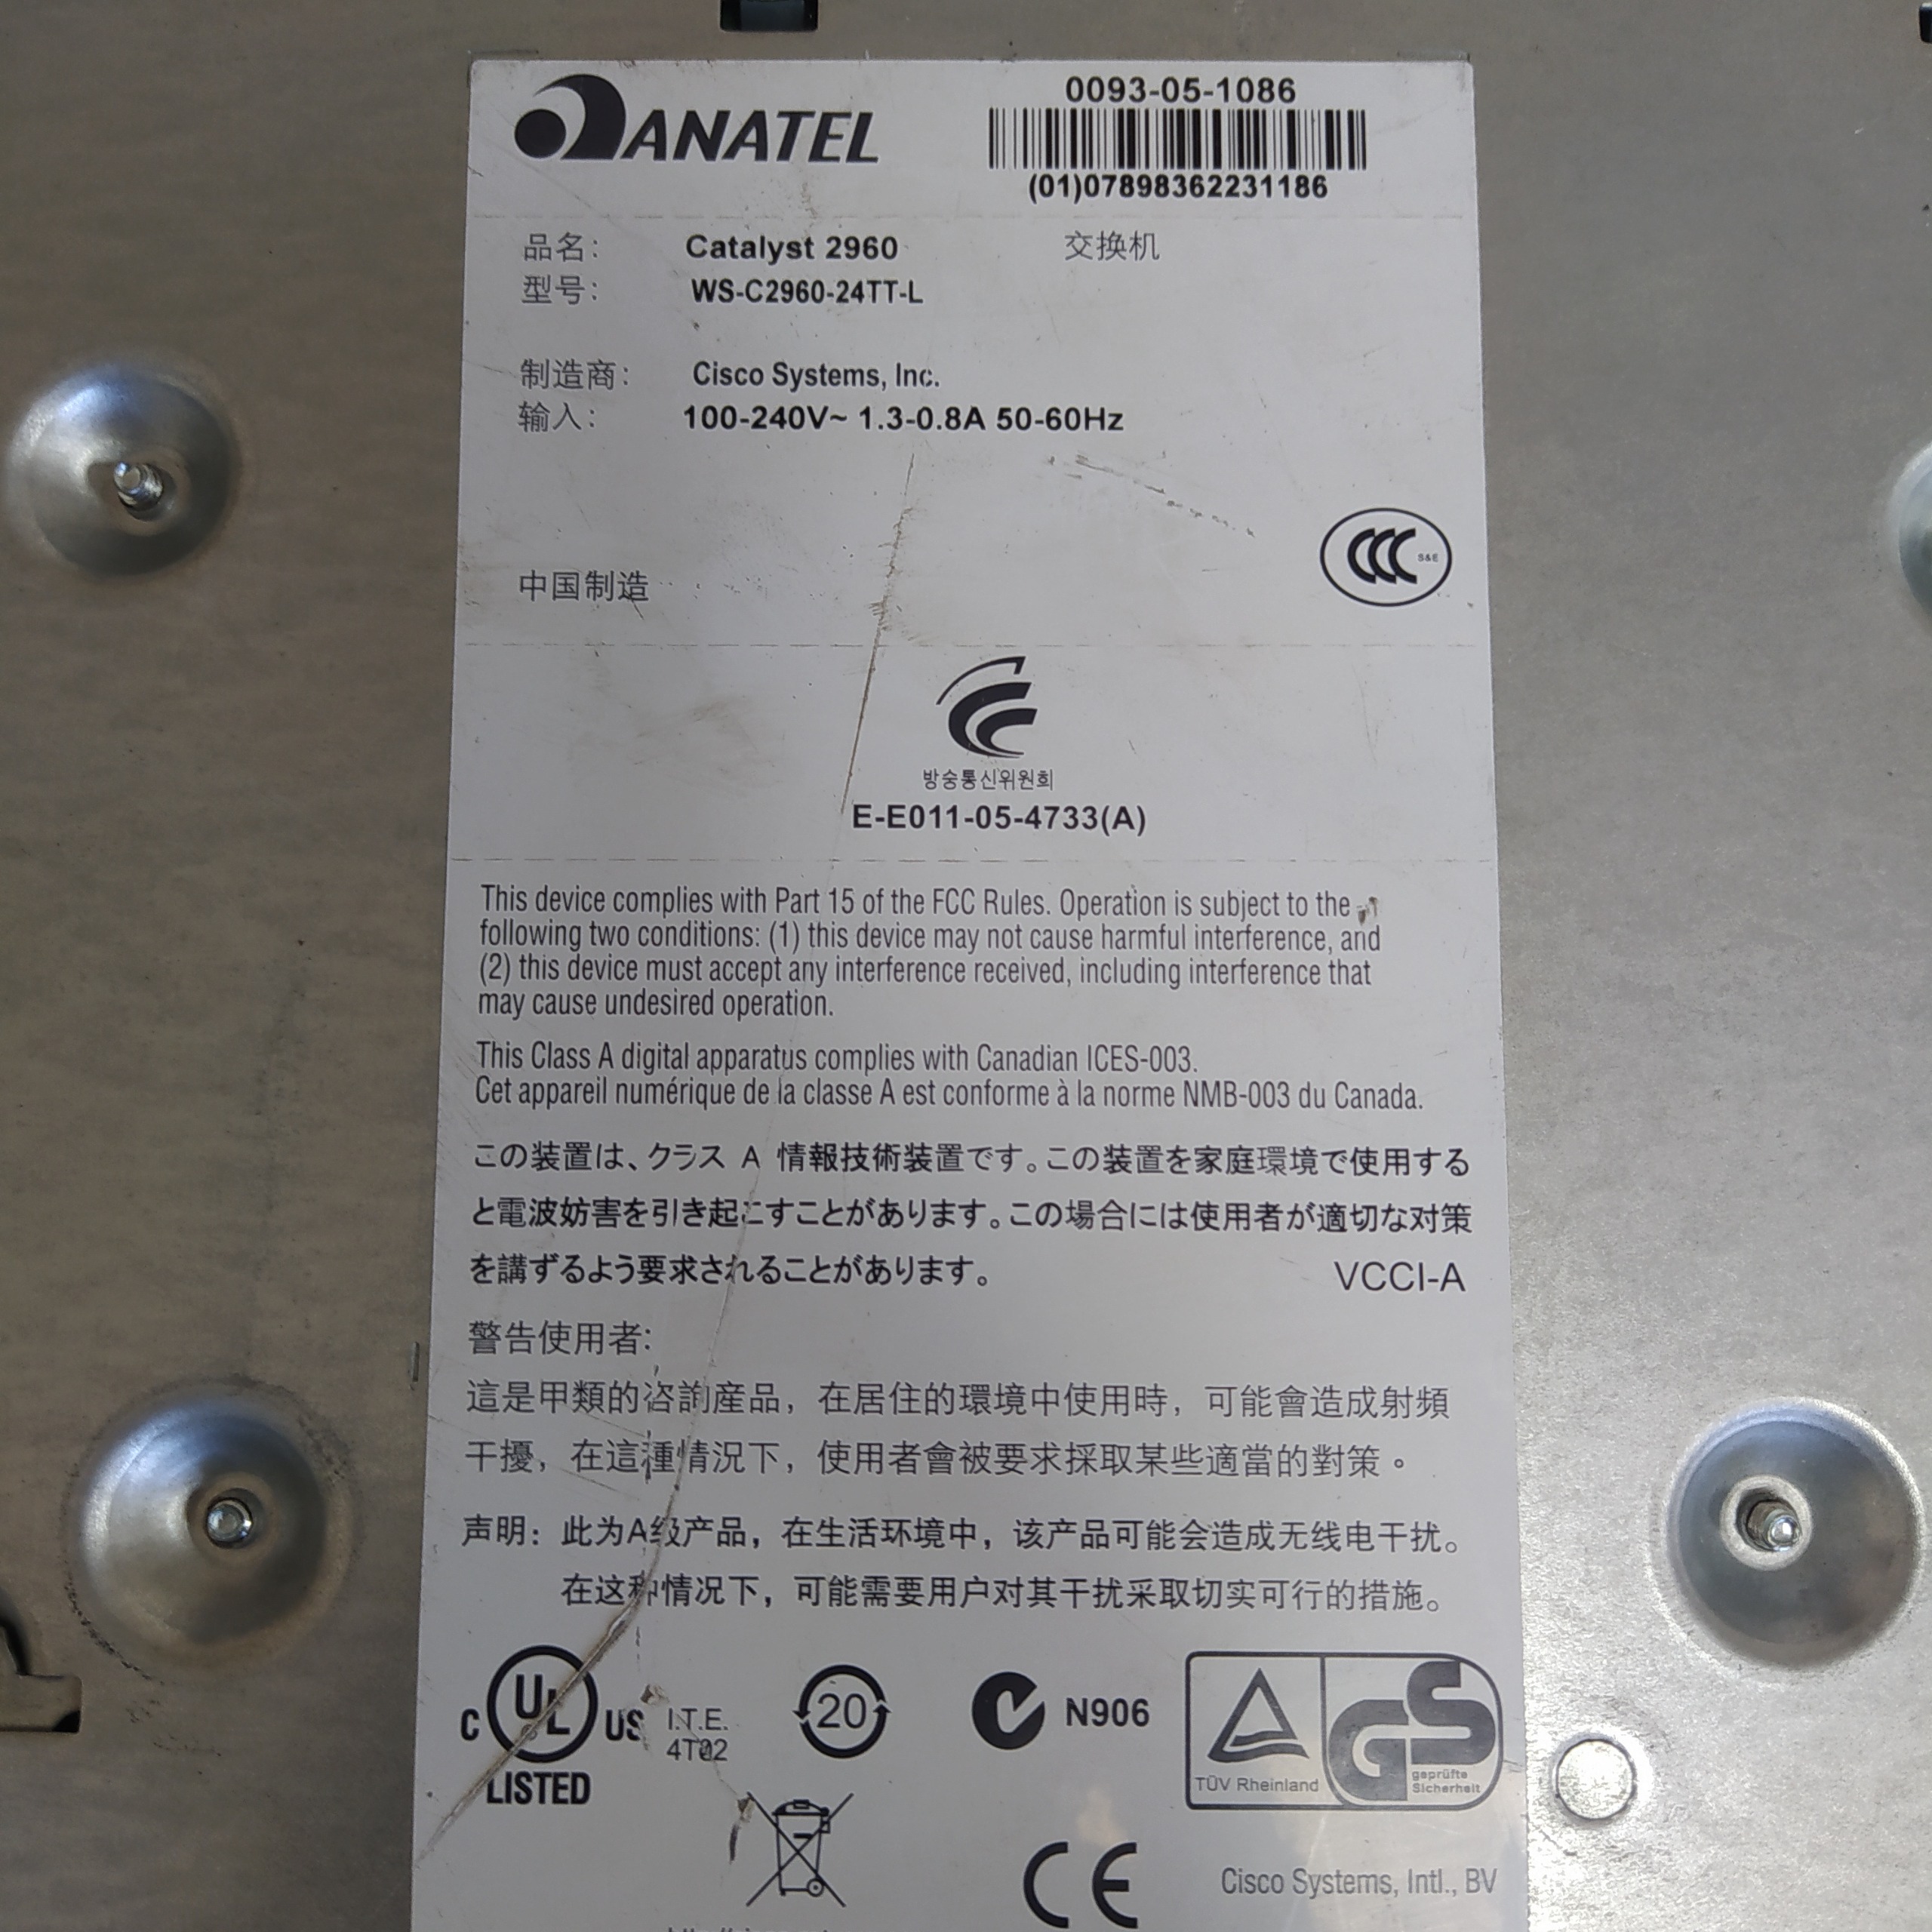 ANATEL
0093-05-1086
(01)07898362231186
品名: Catalyst 2960 交换机
型号: WS-C2960-24TT-L
制造商: Cisco Systems, Inc.
输入: 100-240V~ 1.3-0.8A 50-60Hz
CCC S&E
中国制造
방송통신위원회
E-E011-05-4733(A)
This device complies with Part 15 of the FCC Rules. Operation is subject to the
following two conditions: (1) this device may not cause harmful interference, and
(2) this device must accept any interference received, including interference that
may cause undesired operation.
This Class A digital apparatus complies with Canadian ICES-003.
Cet appareil numérique de la classe A est conforme à la norme NMB-003 du Canada.
この装置は、クラス A 情報技術装置です。この装置を家庭環境で使用する
と電波妨害を引き起こすことがあります。この場合には使用者が適切な対策
を講ずるよう要求されることがあります。 VCCI-A
警告使用者:
這是甲類的咨詢産品，在居住的環境中使用時，可能會造成射頻
干擾，在這種情況下，使用者會被要求採取某些適當的對策。
声明：此为A级产品，在生活环境中，该产品可能会造成无线电干扰。
在这种情况下，可能需要用户对其干扰采取切实可行的措施。
C UL US LISTED
I.T.E.
4T02
20
N906
TÜV Rheinland
GS
geprüfte
Sicherheit
CE
Cisco Systems, Intl., BV